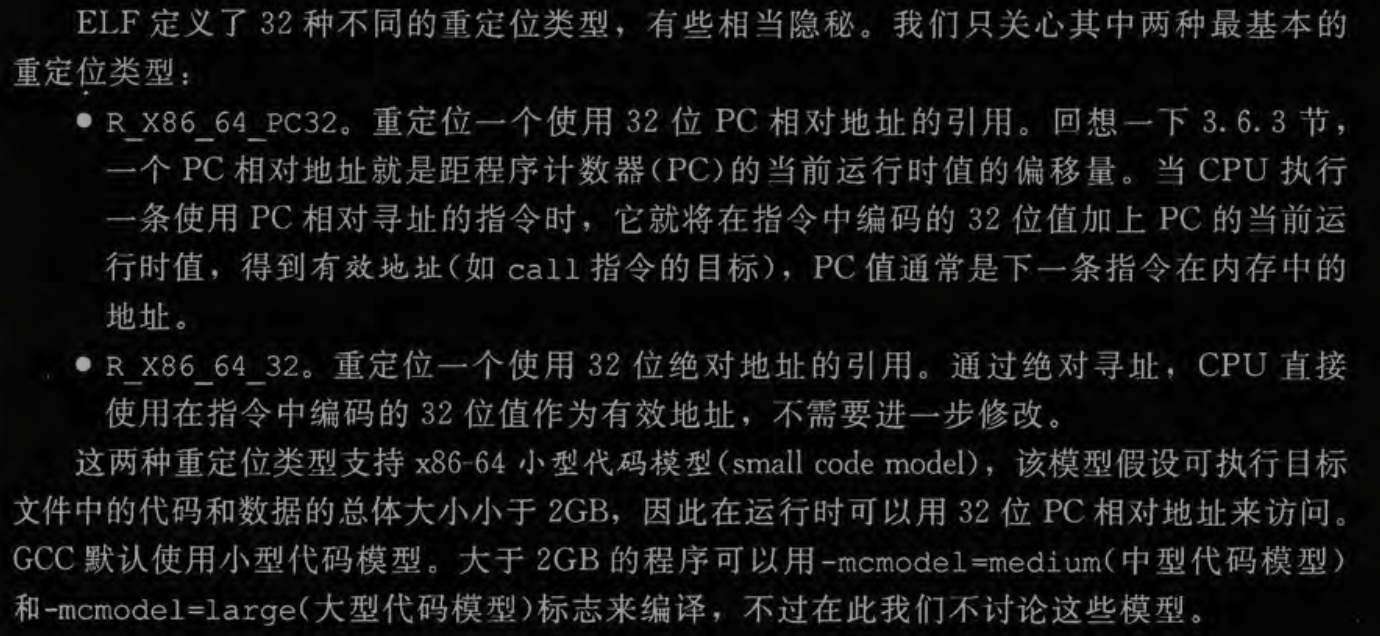 ELF 定义了 32 种不同的重定位类型，有些相当隐秘。我们只关心其中两种最基本的
重定位类型：
● R_X86_64_PC32。重定位一个使用 32 位 PC 相对地址的引用。回想一下 3.6.3 节，
一个 PC 相对地址就是距程序计数器(PC)的当前运行时值的偏移量。当 CPU 执行
一条使用 PC 相对寻址的指令时，它就将在指令中编码的 32 位值加上 PC 的当前运
行时值，得到有效地址(如 call 指令的目标)，PC 值通常是下一条指令在内存中的
地址。
● R_X86_64_32。重定位一个使用 32 位绝对地址的引用。通过绝对寻址，CPU 直接
使用在指令中编码的 32 位值作为有效地址，不需要进一步修改。
这两种重定位类型支持 x86-64 小型代码模型(small code model)，该模型假设可执行目标
文件中的代码和数据的总体大小小于 2GB，因此在运行时可以用 32 位 PC 相对地址来访问。
GCC 默认使用小型代码模型。大于 2GB 的程序可以用-mcmodel=medium(中型代码模型)
和-mcmodel=large(大型代码模型)标志来编译，不过在此我们不讨论这些模型。